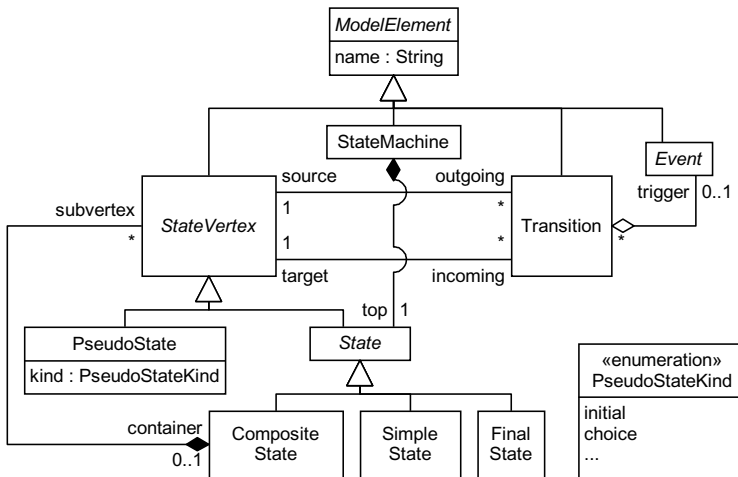 ModelElement
name : String
StateMachine
Event
source
outgoing
trigger
0..1
subvertex
*
StateVertex
1
*
Transition
*
1
*
target
incoming
top
1
PseudoState
kind : PseudoStateKind
State
«enumeration»
PseudoStateKind
initial
choice
...
container
0..1
Composite
State
Simple
State
Final
State